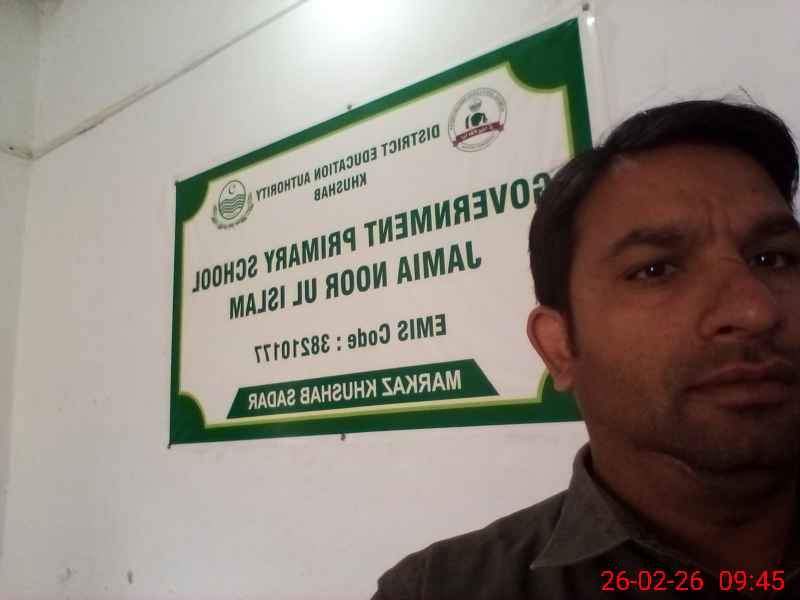 DISTRICT EDUCATION AUTHORITY
KHUSHAB
GOVERNMENT PRIMARY SCHOOL
JAMIA NOOR UL ISLAM
EMIS Code : 38210177
MARKAZ KHUSHAB SADAR
26-02-26 09:45